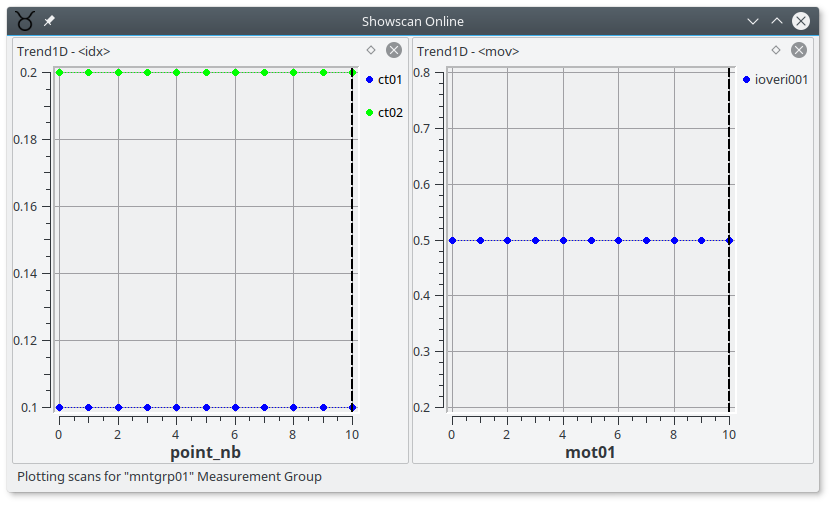 Showscan Online
Trend1D - <idx>
0.2
0.18
0.16
0.14
0.12
0.1
0 2 4 6 8 10
point_nb
ct01
ct02
Trend1D - <mov>
0.8
0.7
0.6
0.5
0.4
0.3
0.2
0 2 4 6 8 10
mot01
ioveri001
Plotting scans for "mntgrp01" Measurement Group